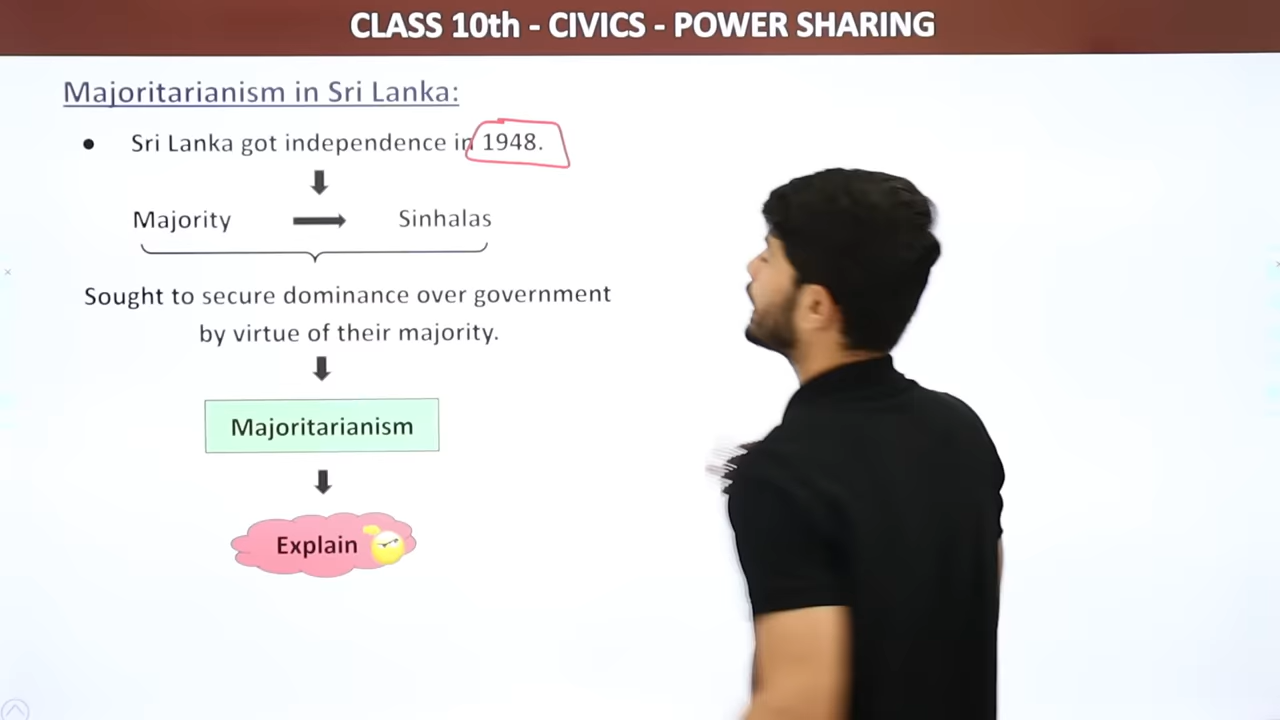 CLASS 10th - CIVICS - POWER SHARING
Majoritarianism in Sri Lanka:
● Sri Lanka got independence in 1948.
Majority Sinhalas
Sought to secure dominance over government
by virtue of their majority.
Majoritarianism
Explain